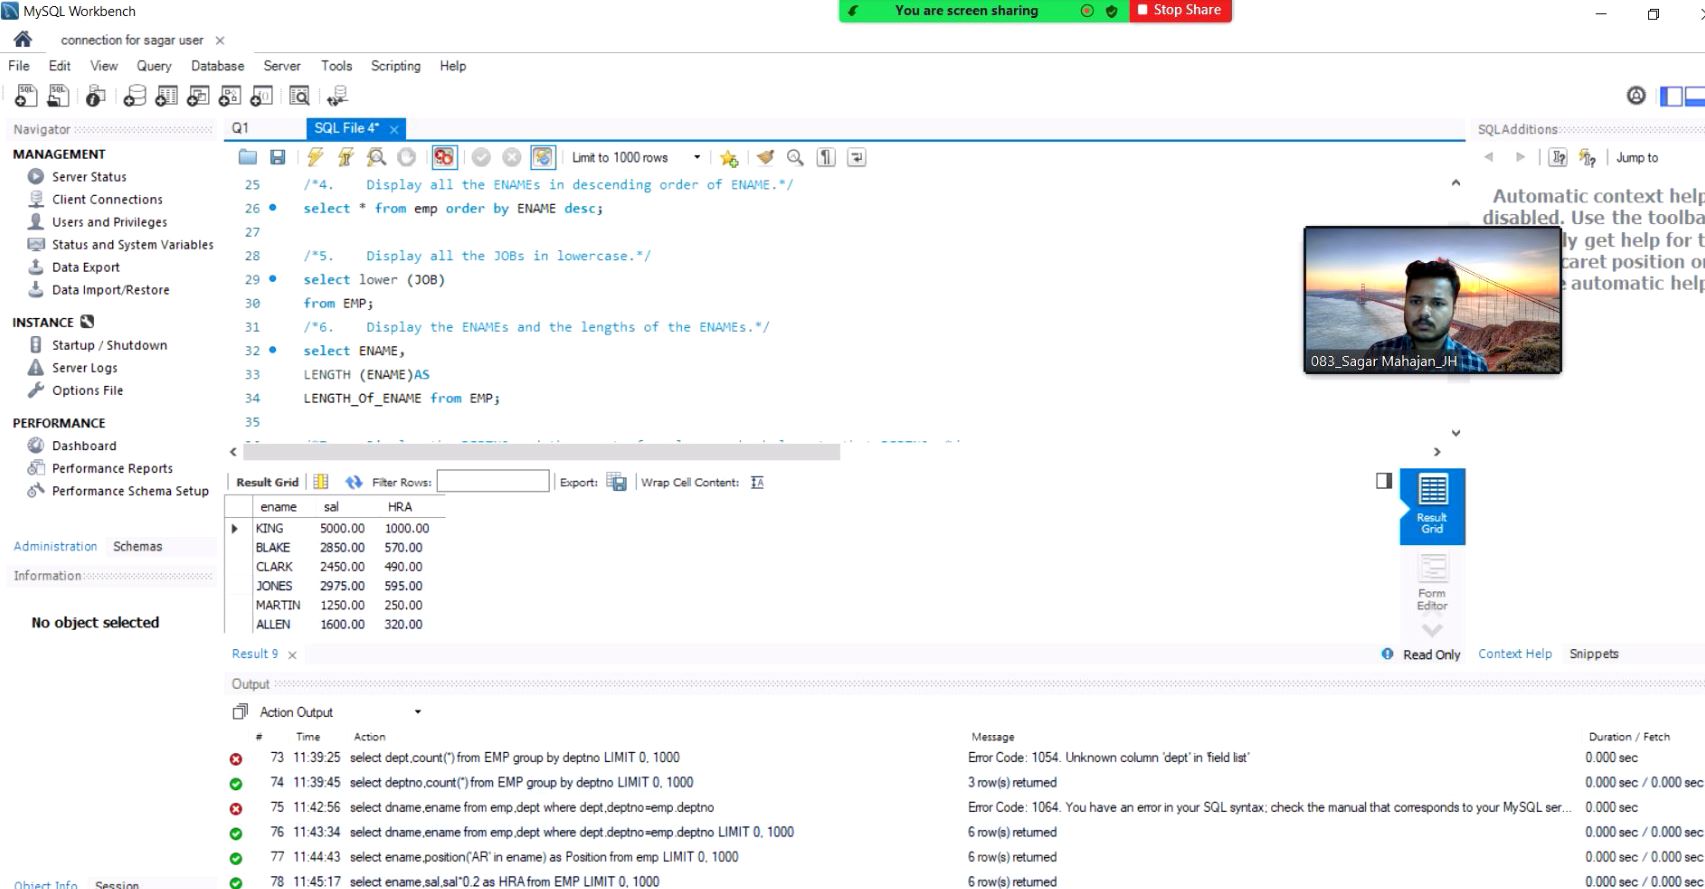 MySQL Workbench
You are screen sharing
Stop Share
connection for sagar user
File Edit View Query Database Server Tools Scripting Help
Navigator
MANAGEMENT
Server Status
Client Connections
Users and Privileges
Status and System Variables
Data Export
Data Import/Restore
INSTANCE
Startup / Shutdown
Server Logs
Options File
PERFORMANCE
Dashboard
Performance Reports
Performance Schema Setup
Administration Schemas
Information
No object selected
Object Info Session
Q1 SQL File 4*
Limit to 1000 rows
25 /*4. Display all the ENAMEs in descending order of ENAME.*/
26 select * from emp order by ENAME desc;
27
28 /*5. Display all the JOBs in lowercase.*/
29 select lower (JOB)
30 from EMP;
31 /*6. Display the ENAMEs and the lengths of the ENAMEs.*/
32 select ENAME,
33 LENGTH (ENAME)AS
34 LENGTH_Of_ENAME from EMP;
35
Result Grid Filter Rows: Export: Wrap Cell Content:
ename sal HRA
KING 5000.00 1000.00
BLAKE 2850.00 570.00
CLARK 2450.00 490.00
JONES 2975.00 595.00
MARTIN 1250.00 250.00
ALLEN 1600.00 320.00
Result Grid
Form Editor
Result 9
Read Only
SQLAdditions
Jump to
Automatic context help
disabled. Use the toolba
ly get help for t
caret position o
automatic help
083_Sagar Mahajan_JH
Context Help Snippets
Output
Action Output
# Time Action Message Duration / Fetch
73 11:39:25 select dept,count(*) from EMP group by deptno LIMIT 0, 1000 Error Code: 1054. Unknown column 'dept' in 'field list' 0.000 sec
74 11:39:45 select deptno,count(*) from EMP group by deptno LIMIT 0, 1000 3 row(s) returned 0.000 sec / 0.000 sec
75 11:42:56 select dname,ename from emp,dept where dept,deptno=emp.deptno Error Code: 1064. You have an error in your SQL syntax; check the manual that corresponds to your MySQL ser... 0.000 sec
76 11:43:34 select dname,ename from emp,dept where dept.deptno=emp.deptno LIMIT 0, 1000 6 row(s) returned 0.000 sec / 0.000 sec
77 11:44:43 select ename,position('AR' in ename) as Position from emp LIMIT 0, 1000 6 row(s) returned 0.000 sec / 0.000 sec
78 11:45:17 select ename,sal,sal*0.2 as HRA from EMP LIMIT 0, 1000 6 row(s) returned 0.000 sec / 0.000 sec